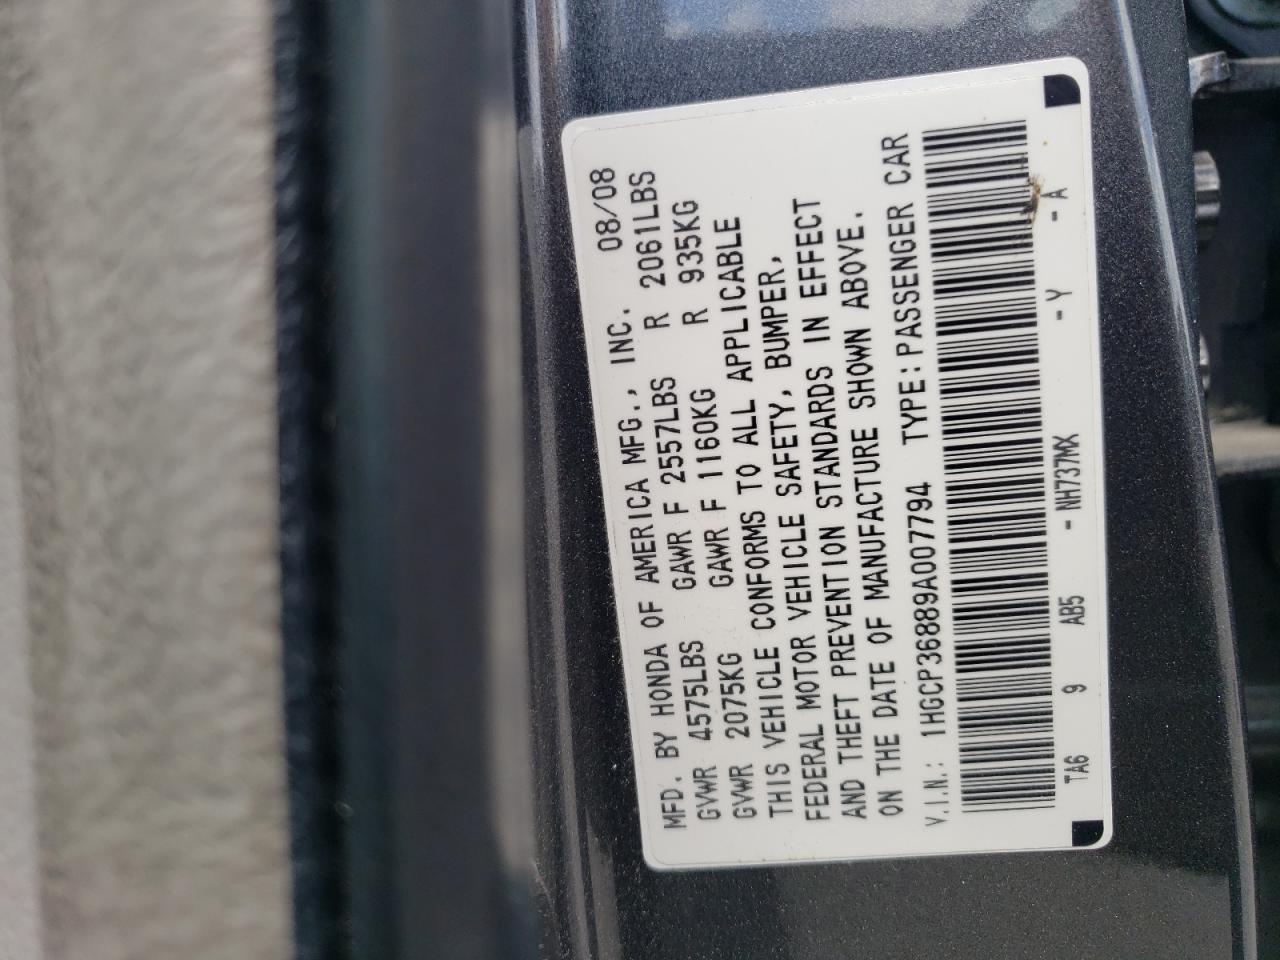 MFD. BY HONDA OF AMERICA MFG., INC. 08/08
GVWR 4575LBS GAWR F 2557LBS R 2061LBS
GVWR 2075KG GAWR F 1160KG R 935KG
THIS VEHICLE CONFORMS TO ALL APPLICABLE
FEDERAL MOTOR VEHICLE SAFETY, BUMPER,
AND THEFT PREVENTION STANDARDS IN EFFECT
ON THE DATE OF MANUFACTURE SHOWN ABOVE.
V.I.N.: 1HGCP36889A007794 TYPE: PASSENGER CAR
TA6 9 AB5 - NH737MX - Y - A